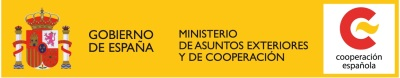 GOBIERNO
DE ESPAÑA
MINISTERIO
DE ASUNTOS EXTERIORES
Y DE COOPERACIÓN
cooperación
española